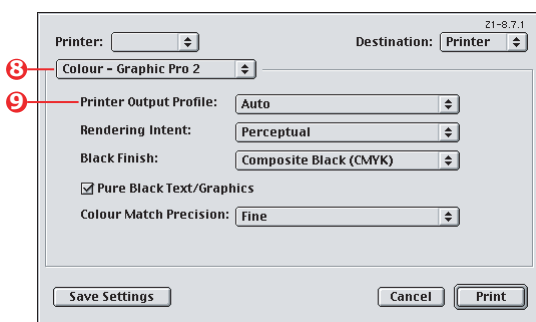 Z1-8.7.1
Printer: Destination: Printer
8 Colour - Graphic Pro 2
9 Printer Output Profile: Auto
Rendering Intent: Perceptual
Black Finish: Composite Black (CMYK)
Pure Black Text/Graphics
Colour Match Precision: Fine
Save Settings Cancel Print